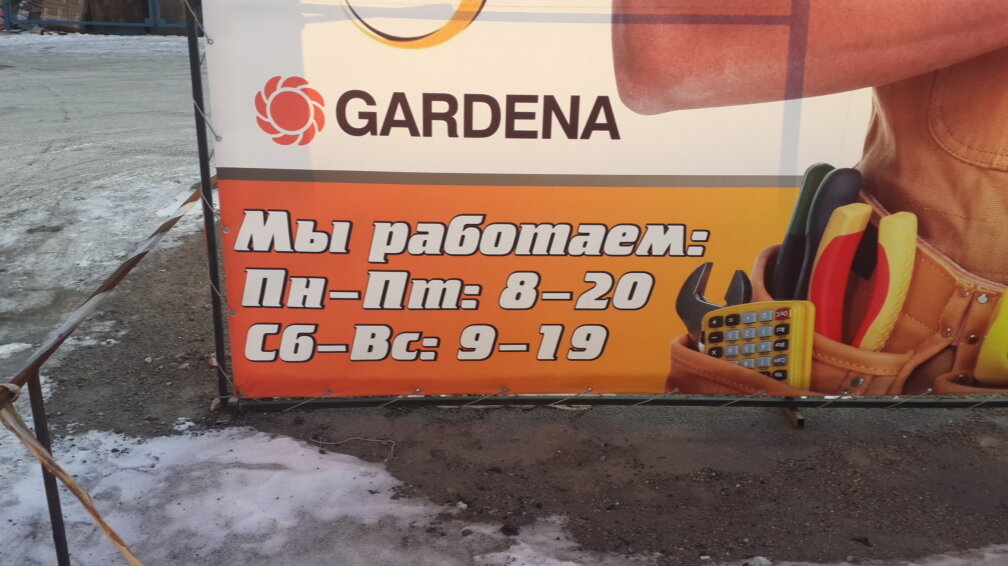 GARDENA
Мы работаем:
Пн-Пт: 8-20
Сб-Вс: 9-19